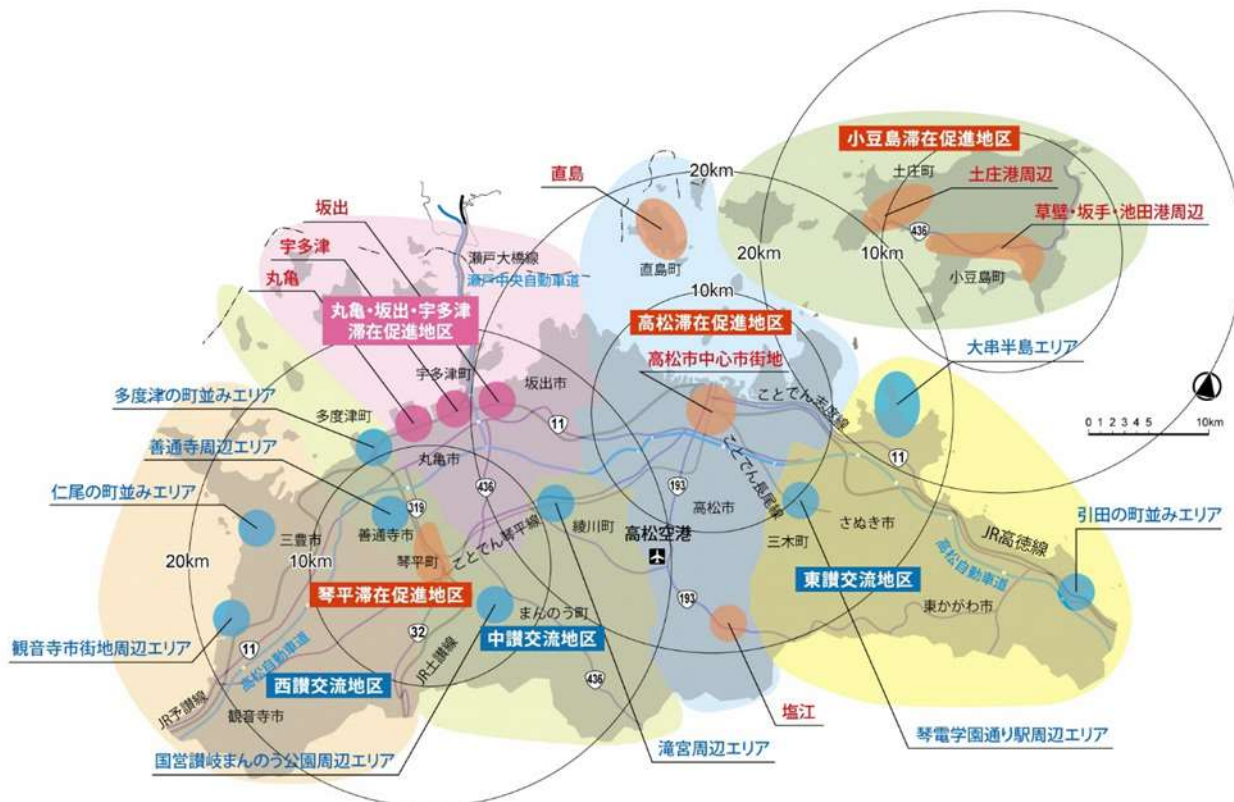 小豆島滞在促進地区
土庄町
土庄港周辺
直島
20km
坂出
草壁・坂手・池田港周辺
436
宇多津
瀬戸大橋線
20km
10km
直島町
小豆島町
丸亀
瀬戸中央自動車道
10km
丸亀・坂出・宇多津
滞在促進地区
高松滞在促進地区
大串半島エリア
高松市中心市街地
宇多津町
坂出市
多度津の町並みエリア
ことでん志度線
0 1 2 3 4 5
10km
多度津町
11
善通寺周辺エリア
丸亀市
ことでん長尾線
11
仁尾の町並みエリア
436
193
319
高松市
引田の町並みエリア
三豊市
善通寺市
ことでん琴平線
綾川町
高松空港
さぬき市
JR高徳線
20km
10km
琴平町
三木町
高松自動車道
東讃交流地区
琴平滞在促進地区
193
まんのう町
東かがわ市
32
中讃交流地区
観音寺市街地周辺エリア
11
高松自動車道
JR土讃線
西讃交流地区
436
JR予讃線
塩江
観音寺市
滝宮周辺エリア
琴電学園通り駅周辺エリア
国営讃岐まんのう公園周辺エリア